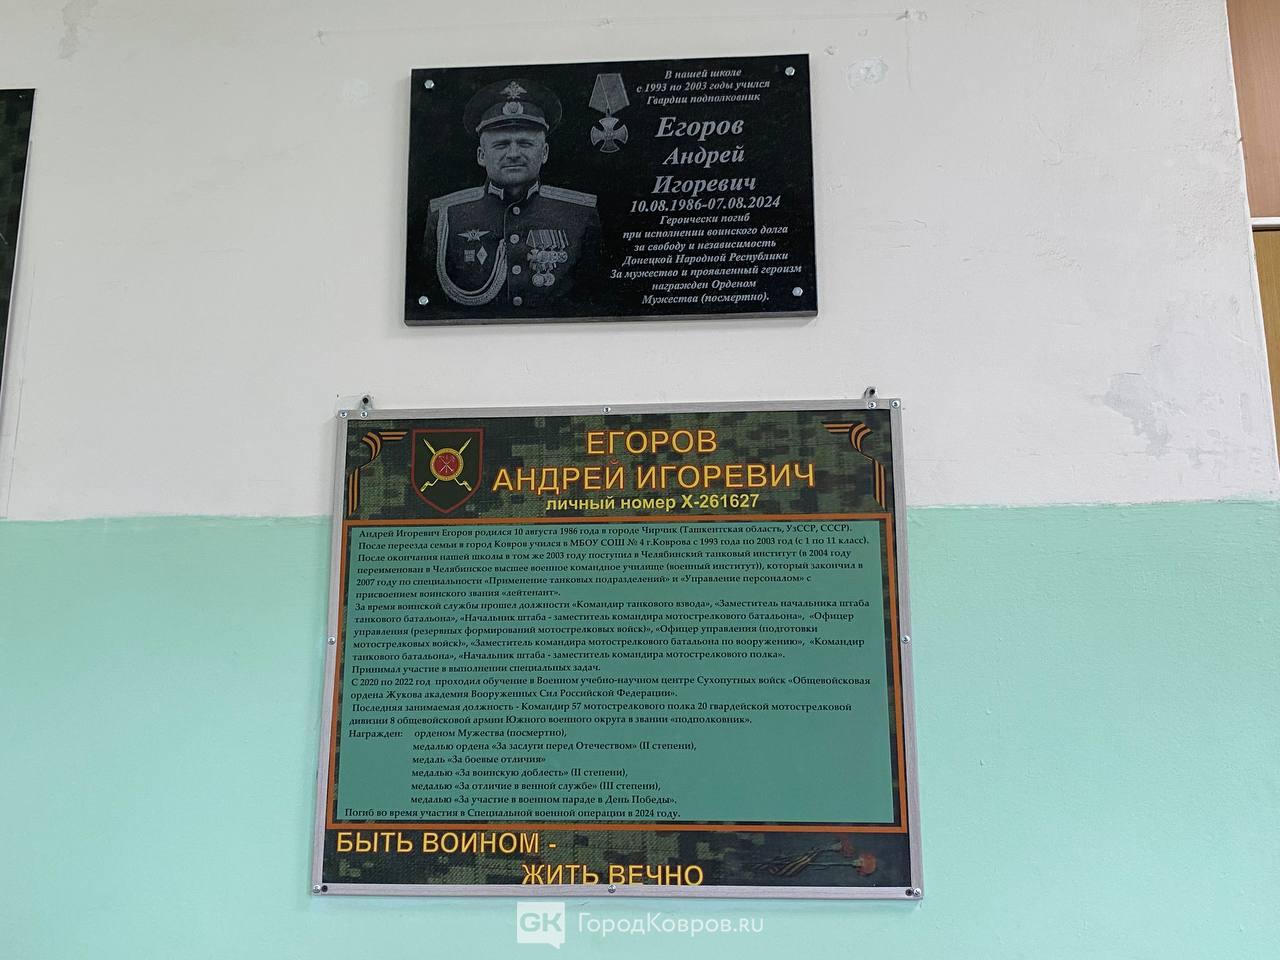 В нашей школе
с 1993 по 2003 годы учился
Гвардии подполковник
Егоров
Андрей
Игоревич
10.08.1986-07.08.2024
Героически погиб
при исполнении воинского долга
за свободу и независимость
Донецкой Народной Республики
За мужество и проявленный героизм
награжден Орденом
Мужества (посмертно).
ЕГОРОВ
АНДРЕЙ ИГОРЕВИЧ
личный номер Х-261627
Андрей Игоревич Егоров родился 10 августа 1986 года в городе Чирчик (Ташкентская область, УзССР, СССР).
После переезда семьи в город Ковров учился в МБОУ СОШ № 4 г.Коврова с 1993 года по 2003 год (с 1 по 11 класс).
После окончания нашей школы в том же 2003 году поступил в Челябинский танковый институт (в 2004 году
переименован в Челябинское высшее военное командное училище (военный институт)), который закончил в
2007 году по специальности «Применение танковых подразделений» и «Управление персоналом» с
присвоением воинского звания «лейтенант».
За время воинской службы прошел должности «Командир танкового взвода», «Заместитель начальника штаба
танкового батальона», «Начальник штаба - заместитель командира мотострелкового батальона», «Офицер
управления (резервных формирований мотострелковых войск)», «Офицер управления (подготовки
мотострелковых войск)», «Заместитель командира мотострелкового батальона по вооружению», «Командир
танкового батальона», «Начальник штаба - заместитель командира мотострелкового полка».
Принимал участие в выполнении специальных задач.
С 2020 по 2022 год проходил обучение в Военном учебно-научном центре Сухопутных войск «Общевойсковая
ордена Жукова академия Вооруженных Сил Российской Федерации».
Последняя занимаемая должность - Командир 57 мотострелкового полка 20 гвардейской мотострелковой
дивизии 8 общевойсковой армии Южного военного округа в звании «подполковник».
Награжден: орденом Мужества (посмертно),
медалью ордена «За заслуги перед Отечеством» (II степени),
медаль «За боевые отличия»
медалью «За воинскую доблесть» (II степени),
медалью «За отличие в венной службе» (III степени),
медалью «За участие в военном параде в День Победы».
Погиб во время участия в Специальной военной операции в 2024 году.
БЫТЬ ВОИНОМ -
ЖИТЬ ВЕЧНО
GK ГородКовров.ru